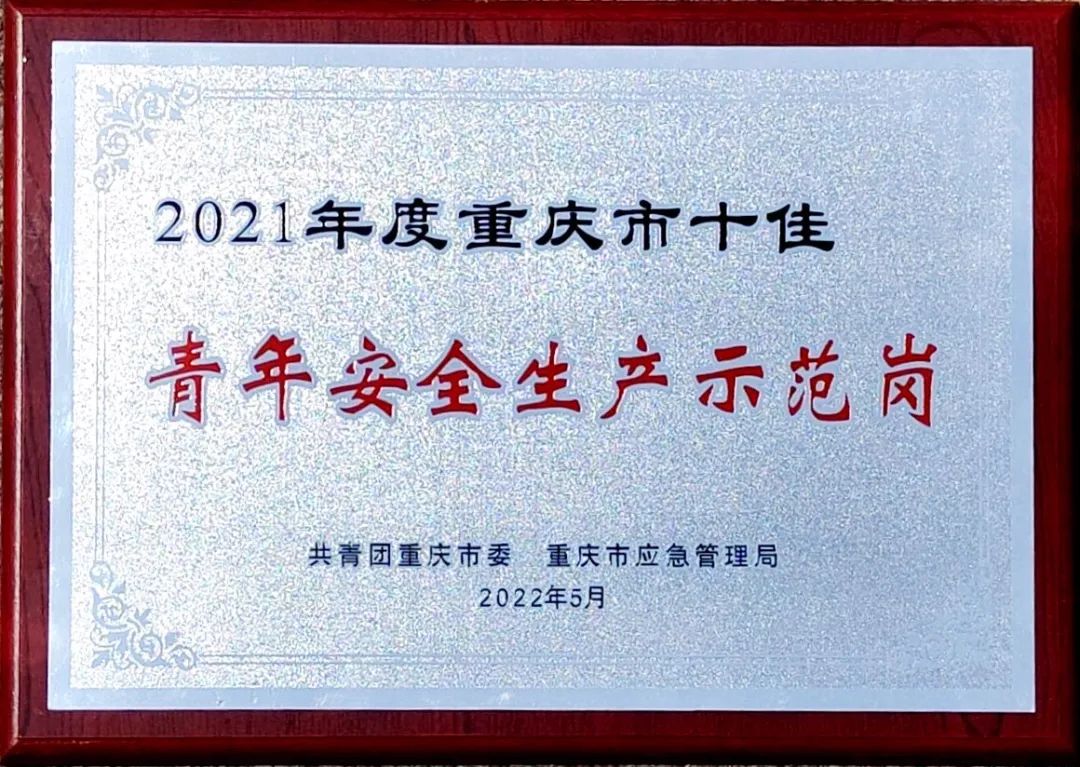 2021年度重庆市十佳
青年安全生产示范岗
共青团重庆市委 重庆市应急管理局
2022年5月